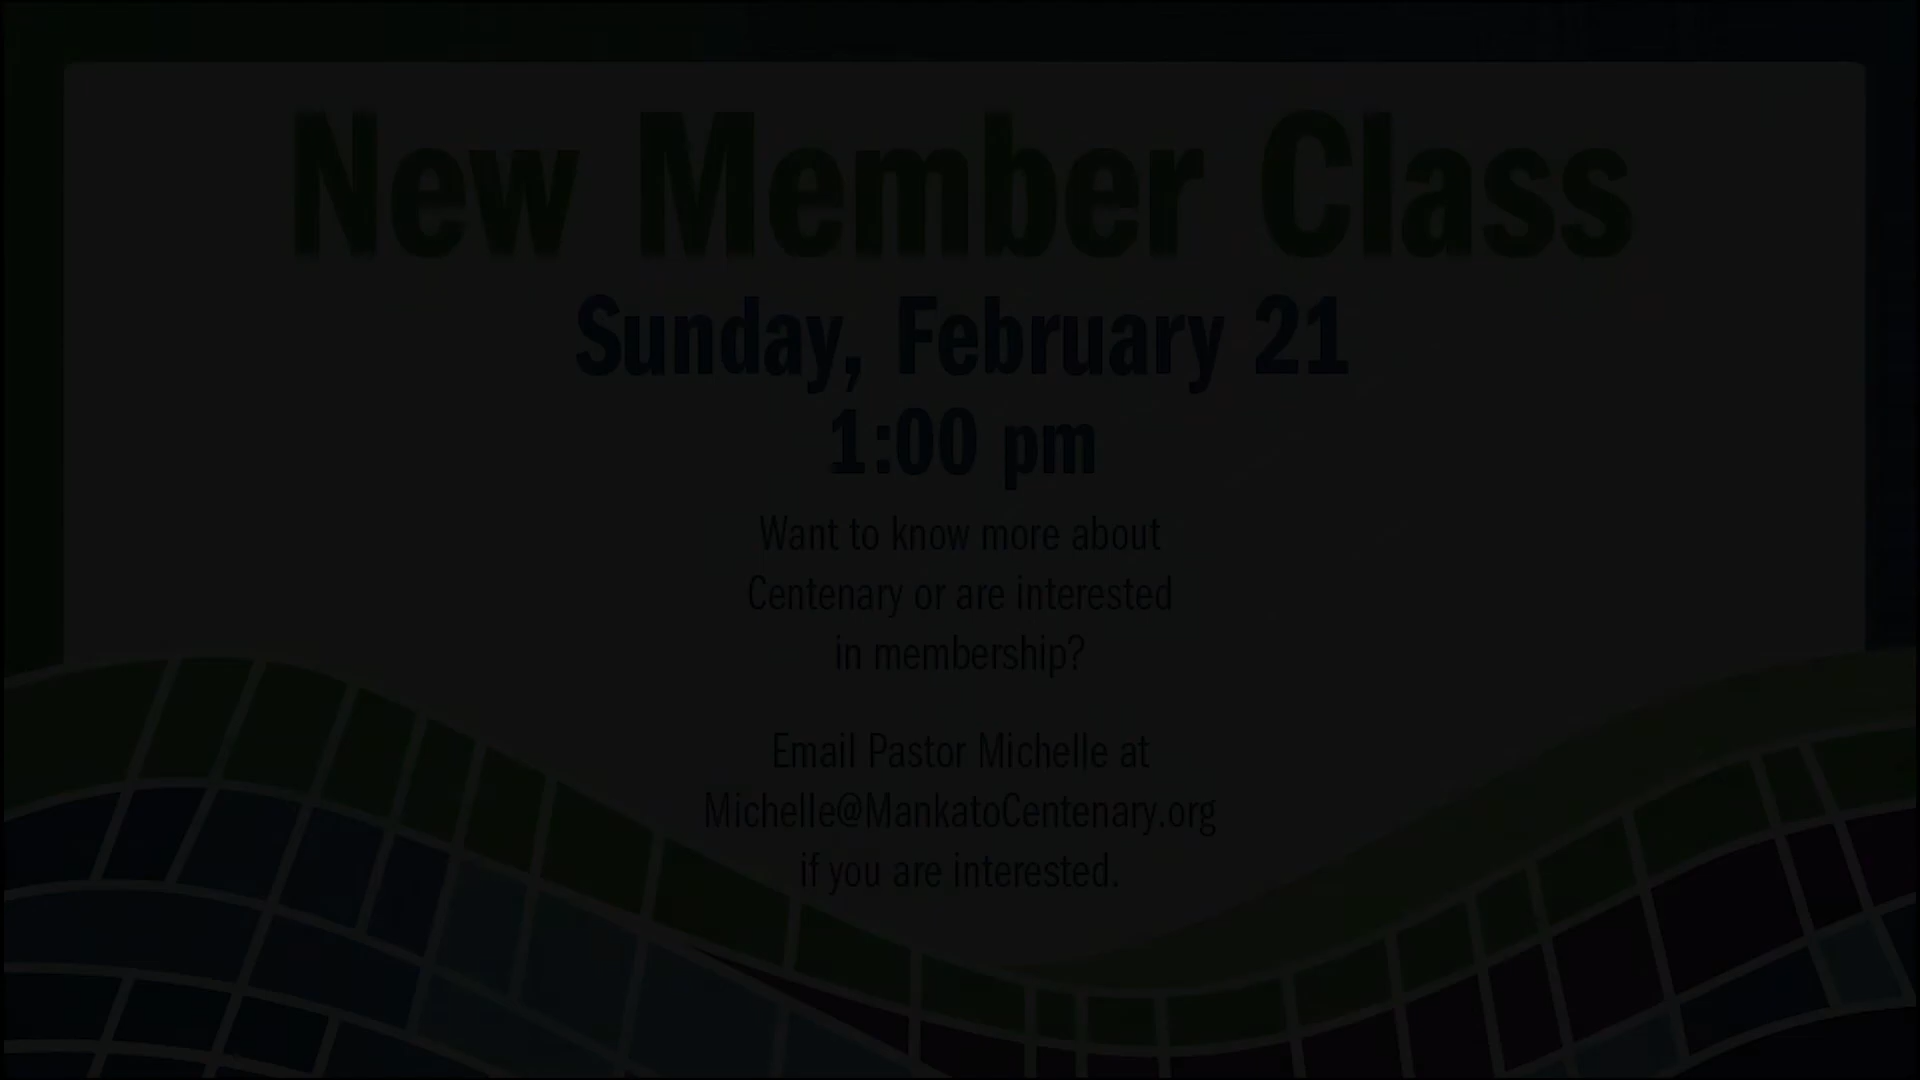 New Member Class
Sunday, February 21
1:00 pm
Want to know more about
Centenary or are interested
in membership?
Email Pastor Michelle at
Michelle@MankatoCentenary.org
if you are interested.